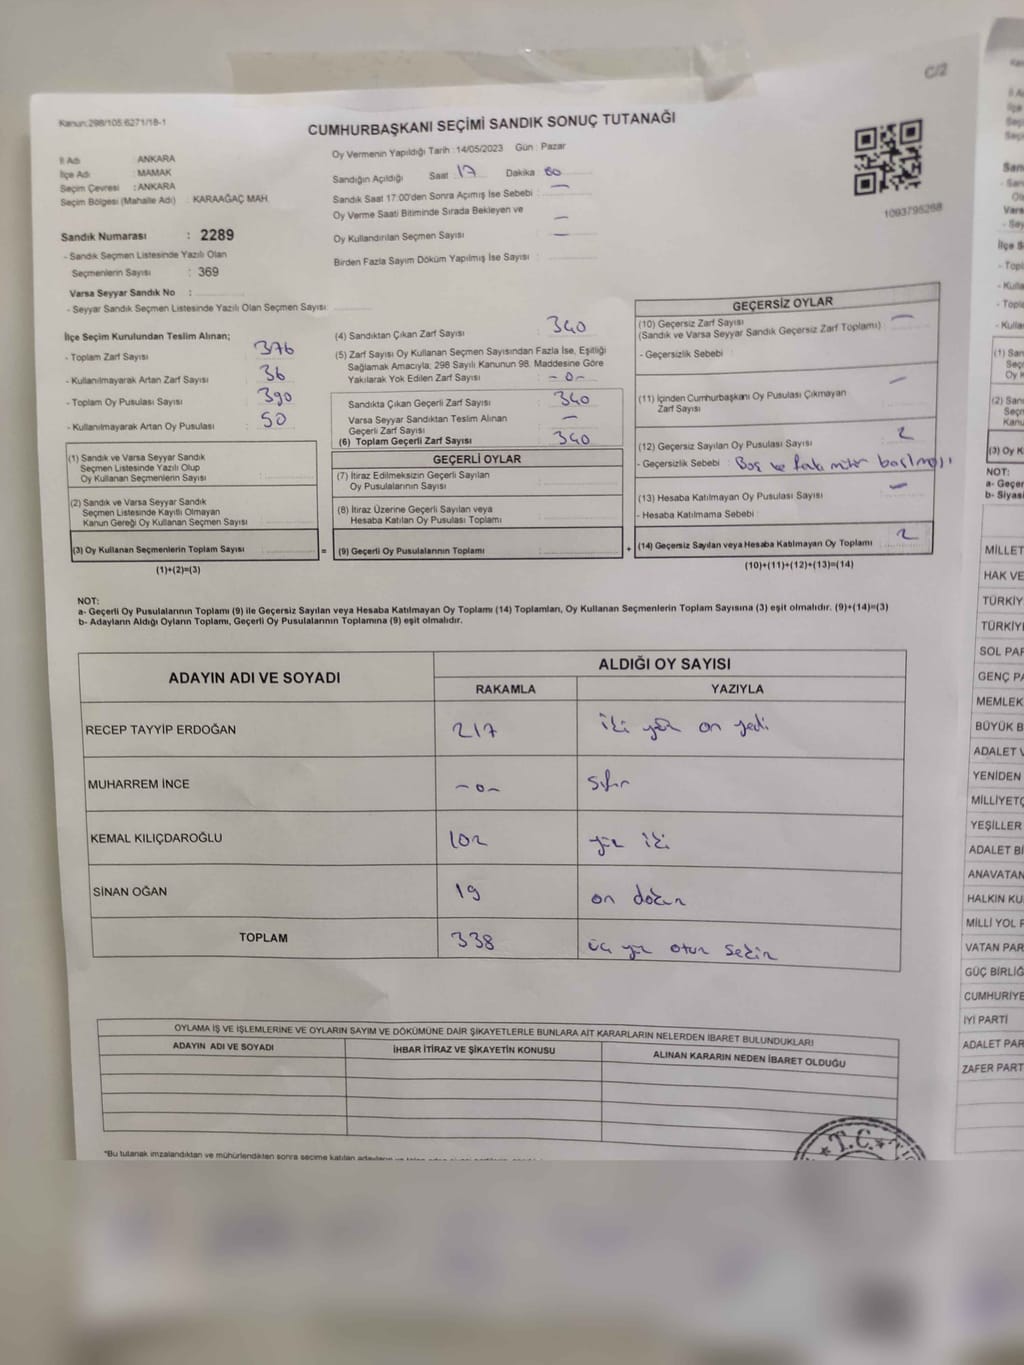 C/2
Kanun:298/105.6271/18-1
CUMHURBAŞKANI SEÇİMİ SANDIK SONUÇ TUTANAĞI
İl Adı : ANKARA
İlçe Adı : MAMAK
Seçim Çevresi : ANKARA
Seçim Bölgesi (Mahalle Adı) : KARAAĞAÇ MAH.
Oy Vermenin Yapıldığı Tarih : 14/05/2023 Gün : Pazar
Sandığın Açıldığı Saat 17 Dakika 00
Sandık Saat 17:00'den Sonra Açımış İse Sebebi : —
Oy Verme Saati Bitiminde Sırada Bekleyen ve —
Oy Kullandırılan Seçmen Sayısı —
Birden Fazla Sayım Döküm Yapılmış İse Sayısı :
1093795268
Sandık Numarası : 2289
- Sandık Seçmen Listesinde Yazılı Olan
Seçmenlerin Sayısı : 369
Varsa Seyyar Sandık No :
- Seyyar Sandık Seçmen Listesinde Yazılı Olan Seçmen Sayısı
İlçe Seçim Kurulundan Teslim Alınan;
- Toplam Zarf Sayısı 376
- Kullanılmayarak Artan Zarf Sayısı : 36
- Toplam Oy Pusulası Sayısı : 390
- Kullanılmayarak Artan Oy Pusulası : 50
(1) Sandık ve Varsa Seyyar Sandık
Seçmen Listesinde Yazılı Olup
Oy Kullanan Seçmenlerin Sayısı :
(2) Sandık ve Varsa Seyyar Sandık
Seçmen Listesinde Kayıtlı Olmayan
Kanun Gereği Oy Kullanan Seçmen Sayısı :
(3) Oy Kullanan Seçmenlerin Toplam Sayısı :
(1)+(2)=(3)
(4) Sandıktan Çıkan Zarf Sayısı : 340
(5) Zarf Sayısı Oy Kullanan Seçmen Sayısından Fazla İse, Eşitliği
Sağlamak Amacıyla; 298 Sayılı Kanunun 98. Maddesine Göre
Yakılarak Yok Edilen Zarf Sayısı : - 0 -
Sandıkta Çıkan Geçerli Zarf Sayısı : 340
Varsa Seyyar Sandıktan Teslim Alınan
Geçerli Zarf Sayısı : —
(6) Toplam Geçerli Zarf Sayısı : 340
GEÇERLİ OYLAR
(7) İtiraz Edilmeksizin Geçerli Sayılan
Oy Pusulalarının Sayısı :
(8) İtiraz Üzerine Geçerli Sayılan veya
Hesaba Katılan Oy Pusulası Toplamı :
= (9) Geçerli Oy Pusulalarının Toplamı :
GEÇERSİZ OYLAR
(10) Geçersiz Zarf Sayısı
(Sandık ve Varsa Seyyar Sandık Geçersiz Zarf Toplamı) : —
- Geçersizlik Sebebi :
(11) İçinden Cumhurbaşkanı Oy Pusulası Çıkmayan —
Zarf Sayısı
(12) Geçersiz Sayılan Oy Pusulası Sayısı : 2
- Geçersizlik Sebebi : Boş ve
(13) Hesaba Katılmayan Oy Pusulası Sayısı : —
- Hesaba Katılmama Sebebi :
+ (14) Geçersiz Sayılan veya Hesaba Katılmayan Oy Toplamı : 2
(10)+(11)+(12)+(13)=(14)
NOT:
a- Geçerli Oy Pusulalarının Toplamı (9) ile Geçersiz Sayılan veya Hesaba Katılmayan Oy Toplamı (14) Toplamları, Oy Kullanan Seçmenlerin Toplam Sayısına (3) eşit olmalıdır. (9)+(14)=(3)
b- Adayların Aldığı Oyların Toplamı, Geçerli Oy Pusulalarının Toplamına (9) eşit olmalıdır.
ADAYIN ADI VE SOYADI ALDIĞI OY SAYISI
RAKAMLA YAZIYLA
RECEP TAYYİP ERDOĞAN 217 iki yüz on yedi
MUHARREM İNCE - 0 - sıfır
KEMAL KILIÇDAROĞLU 102 yüz iki
SİNAN OĞAN 19 on dokuz
TOPLAM 338 üç yüz otuz sekiz
OYLAMA İŞ VE İŞLEMLERİNE VE OYLARIN SAYIM VE DÖKÜMÜNE DAİR ŞİKAYETLERLE BUNLARA AİT KARARLARIN NELERDEN İBARET BULUNDUKLARI
ADAYIN ADI VE SOYADI İHBAR İTİRAZ VE ŞİKAYETİN KONUSU ALINAN KARARIN NEDEN İBARET OLDUĞU
*Bu tutanak imzalandıktan ve mühürlendikten sonra seçime katılan
T.C.
NOT:
MİLLET
HAK VE
TÜRKİY
TÜRKİYE
SOL PAR
GENÇ PA
MEMLEK
BÜYÜK B
ADALET V
YENİDEN
MİLLİYETÇ
YEŞİLLER
ADALET Bİ
ANAVATAN
HALKIN KU
MİLLİ YOL P
VATAN PAR
GÜÇ BİRLİĞ
CUMHURİYE
İYİ PARTİ
ADALET PAR
ZAFER PART